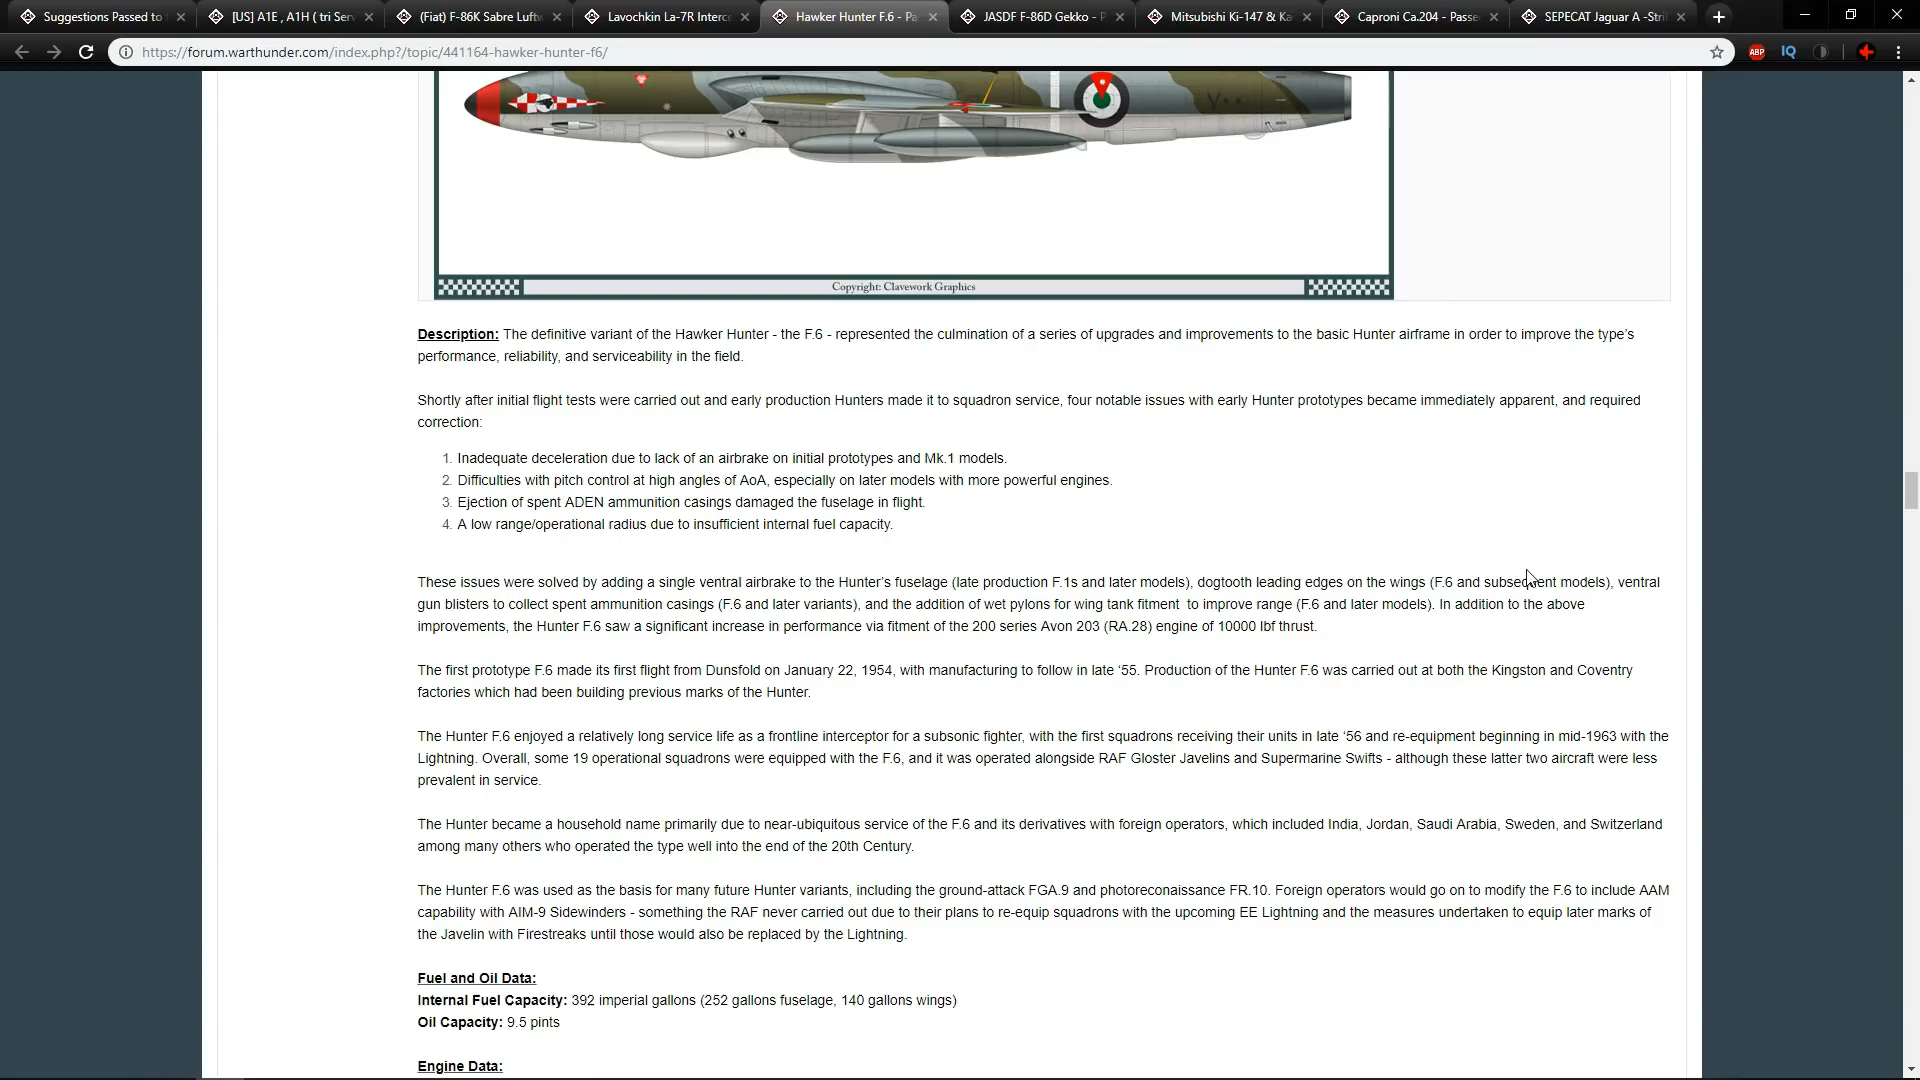 Suggestions Passed to
[US] A1E , A1H ( tri Ser
(Fiat) F-86K Sabre Luftw
Lavochkin La-7R Interce
Hawker Hunter F.6 - Pa
JASDF F-86D Gekko - P
Mitsubishi Ki-147 & Ka
Caproni Ca.204 - Passe
SEPECAT Jaguar A -Stri
https://forum.warthunder.com/index.php?/topic/441164-hawker-hunter-f6/
ABP
IQ
Copyright: Clavework Graphics
Description: The definitive variant of the Hawker Hunter - the F.6 - represented the culmination of a series of upgrades and improvements to the basic Hunter airframe in order to improve the type’s
performance, reliability, and serviceability in the field.
Shortly after initial flight tests were carried out and early production Hunters made it to squadron service, four notable issues with early Hunter prototypes became immediately apparent, and required
correction:
1. Inadequate deceleration due to lack of an airbrake on initial prototypes and Mk.1 models.
2. Difficulties with pitch control at high angles of AoA, especially on later models with more powerful engines.
3. Ejection of spent ADEN ammunition casings damaged the fuselage in flight.
4. A low range/operational radius due to insufficient internal fuel capacity.
These issues were solved by adding a single ventral airbrake to the Hunter’s fuselage (late production F.1s and later models), dogtooth leading edges on the wings (F.6 and subsequent models), ventral
gun blisters to collect spent ammunition casings (F.6 and later variants), and the addition of wet pylons for wing tank fitment to improve range (F.6 and later models). In addition to the above
improvements, the Hunter F.6 saw a significant increase in performance via fitment of the 200 series Avon 203 (RA.28) engine of 10000 lbf thrust.
The first prototype F.6 made its first flight from Dunsfold on January 22, 1954, with manufacturing to follow in late ‘55. Production of the Hunter F.6 was carried out at both the Kingston and Coventry
factories which had been building previous marks of the Hunter.
The Hunter F.6 enjoyed a relatively long service life as a frontline interceptor for a subsonic fighter, with the first squadrons receiving their units in late ‘56 and re-equipment beginning in mid-1963 with the
Lightning. Overall, some 19 operational squadrons were equipped with the F.6, and it was operated alongside RAF Gloster Javelins and Supermarine Swifts - although these latter two aircraft were less
prevalent in service.
The Hunter became a household name primarily due to near-ubiquitous service of the F.6 and its derivatives with foreign operators, which included India, Jordan, Saudi Arabia, Sweden, and Switzerland
among many others who operated the type well into the end of the 20th Century.
The Hunter F.6 was used as the basis for many future Hunter variants, including the ground-attack FGA.9 and photoreconaissance FR.10. Foreign operators would go on to modify the F.6 to include AAM
capability with AIM-9 Sidewinders - something the RAF never carried out due to their plans to re-equip squadrons with the upcoming EE Lightning and the measures undertaken to equip later marks of
the Javelin with Firestreaks until those would also be replaced by the Lightning.
Fuel and Oil Data:
Internal Fuel Capacity: 392 imperial gallons (252 gallons fuselage, 140 gallons wings)
Oil Capacity: 9.5 pints
Engine Data: